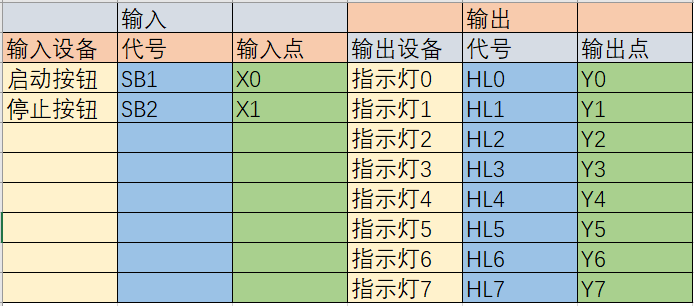 输入 输出
输入设备 代号 输入点 输出设备 代号 输出点
启动按钮 SB1 X0 指示灯0 HL0 Y0
停止按钮 SB2 X1 指示灯1 HL1 Y1
指示灯2 HL2 Y2
指示灯3 HL3 Y3
指示灯4 HL4 Y4
指示灯5 HL5 Y5
指示灯6 HL6 Y6
指示灯7 HL7 Y7